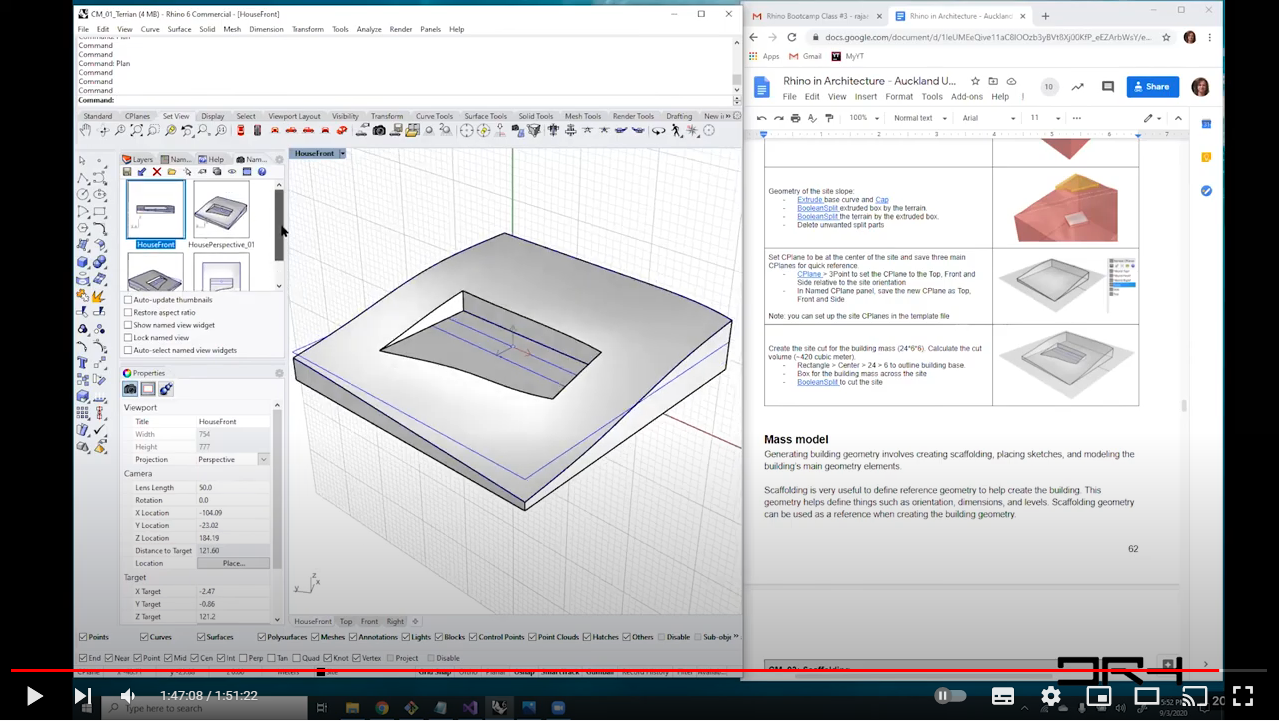 CM_01_Terrian (4 MB) - Rhino 6 Commercial - [HouseFront]
File Edit View Curve Surface Solid Mesh Dimension Transform Tools Analyze Render Panels Help
Command
Command
Command: Plan
Command
Command
Command
Command:
Standard CPlanes Set View Display Select Viewport Layout Visibility Transform Curve Tools Surface Tools Solid Tools Mesh Tools Render Tools Drafting New i
Layers Nam... Help Nam...
HouseFront HousePerspective_01
Auto-update thumbnails
Restore aspect ratio
Show named view widget
Lock named view
Auto-select named view widgets
Properties
Viewport
Title HouseFront
Width 754
Height 777
Projection Perspective
Camera
Lens Length 50.0
Rotation 0.0
X Location -104.09
Y Location -23.02
Z Location 184.19
Distance to Target 121.60
Location Place...
Target
X Target -2.47
Y Target -0.86
Z Target 121.2
HouseFront
z
y
x
HouseFront Top Front Right
Points Curves Surfaces Polysurfaces Meshes Annotations Lights Blocks Control Points Point Clouds Hatches Others Disable Sub-obje
End Near Point Mid Cen Int Perp Tan Quad Knot Vertex Project Disable
Gmail Rhino Bootcamp Class #3 - raja
Rhino in Architecture - Auckland
Apps Gmail MyYT
Rhino in Architecture - Auckland U...
File Edit View Insert Format Tools Add-ons Help
10
Share
100% Normal text Arial 11
Geometry of the site slope:
- Extrude base curve and Cap
- BooleanSplit extruded box by the terrain.
- BooleanSplit the terrain by the extruded box.
- Delete unwanted split parts
Set CPlane to be at the center of the site and save three main
CPlanes for quick reference.
- CPlane > 3Point to set the CPlane to the Top, Front and
Side relative to the site orientation
- In Named CPlane panel, save the new CPlane as Top,
Front and Side
Note: you can set up the site CPlanes in the template file
Create the site cut for the building mass (24*6*6). Calculate the cut
volume (~420 cubic meter).
- Rectangle > Center > 24 > 6 to outline building base.
- Box for the building mass across the site
- BooleanSplit to cut the site
Mass model
Generating building geometry involves creating scaffolding, placing sketches, and modeling the
building's main geometry elements.
Scaffolding is very useful to define reference geometry to help create the building. This
geometry helps define things such as orientation, dimensions, and levels. Scaffolding geometry
can be used as a reference when creating the building geometry.
62
1:47:08 / 1:51:22
Type here to search
5:52 PM
9/3/2020